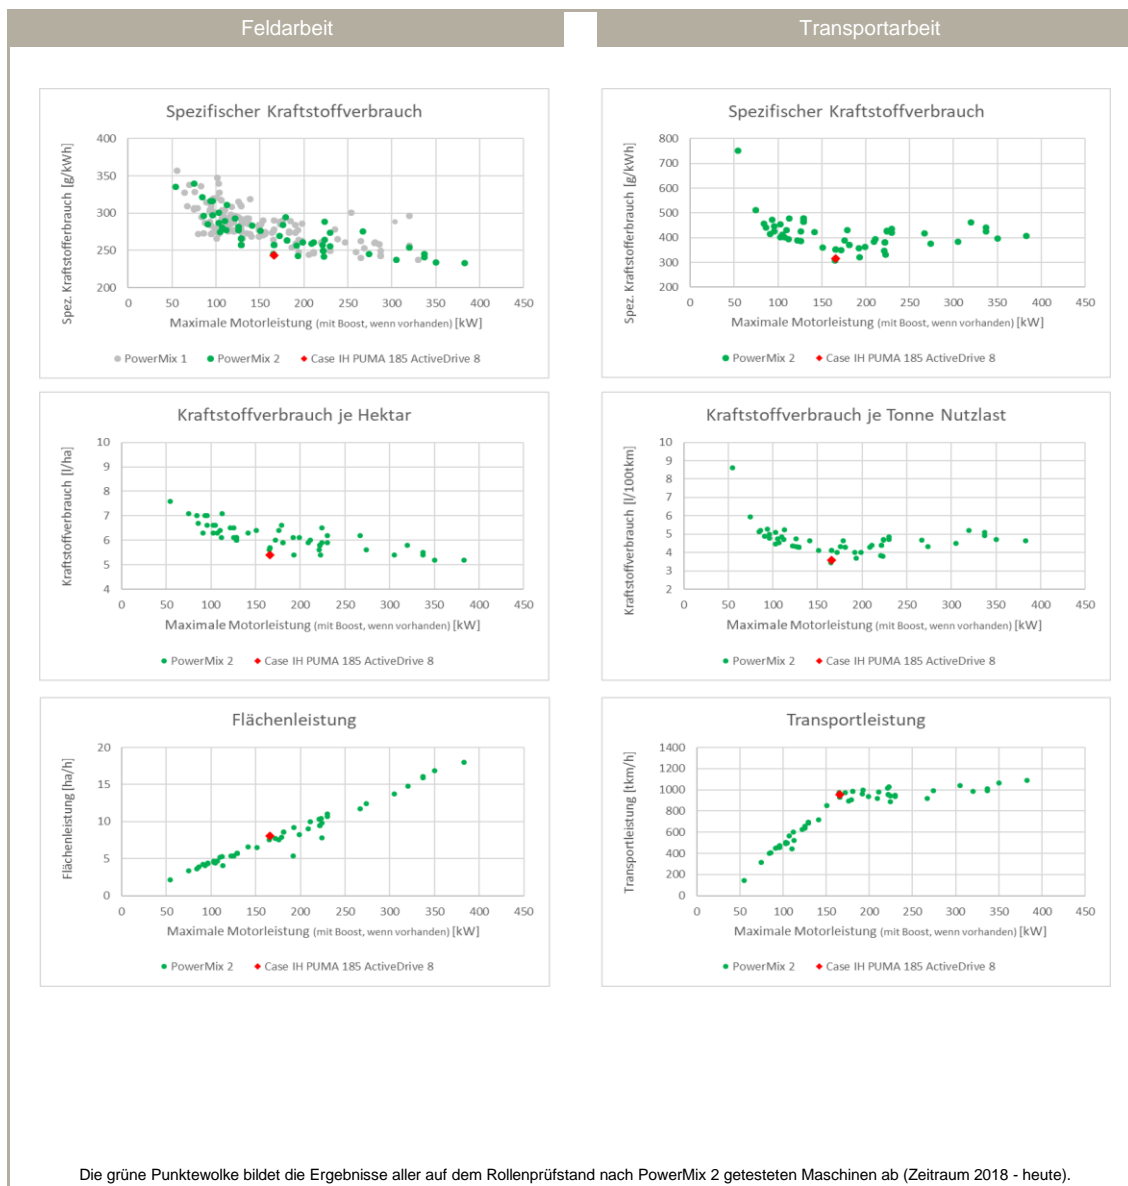 Feldarbeit
Transportarbeit
Spezifischer Kraftstoffverbrauch
Spez. Kraftstofferbrauch [g/kWh]
400
350
300
250
200
0 50 100 150 200 250 300 350 400 450
Maximale Motorleistung (mit Boost, wenn vorhanden) [kW]
PowerMix 1 PowerMix 2 Case IH PUMA 185 ActiveDrive 8
Spezifischer Kraftstoffverbrauch
Spez. Kraftstoferbrauch [g/kWh]
800
700
600
500
400
300
200
0 50 100 150 200 250 300 350 400 450
Maximale Motorleistung (mit Boost, wenn vorhanden) [kW]
PowerMix 2 Case IH PUMA 185 ActiveDrive 8
Kraftstoffverbrauch je Hektar
Kraftstoffverbrauch [l/ha]
10
9
8
7
6
5
4
0 50 100 150 200 250 300 350 400 450
Maximale Motorleistung (mit Boost, wenn vorhanden) [kW]
PowerMix 2 Case IH PUMA 185 ActiveDrive 8
Kraftstoffverbrauch je Tonne Nutzlast
Kraftstoffverbrauch [l/100tkm]
10
9
8
7
6
5
4
3
2
0 50 100 150 200 250 300 350 400 450
Maximale Motorleistung (mit Boost, wenn vorhanden) [kW]
PowerMix 2 Case IH PUMA 185 ActiveDrive 8
Flächenleistung
Flächenleistung [ha/h]
20
15
10
5
0
0 50 100 150 200 250 300 350 400 450
Maximale Motorleistung (mit Boost, wenn vorhanden) [kW]
PowerMix 2 Case IH PUMA 185 ActiveDrive 8
Transportleistung
Transportleistung [tkm/h]
1400
1200
1000
800
600
400
200
0
0 50 100 150 200 250 300 350 400 450
Maximale Motorleistung (mit Boost, wenn vorhanden) [kW]
PowerMix 2 Case IH PUMA 185 ActiveDrive 8
Die grüne Punktewolke bildet die Ergebnisse aller auf dem Rollenprüfstand nach PowerMix 2 getesteten Maschinen ab (Zeitraum 2018 - heute).